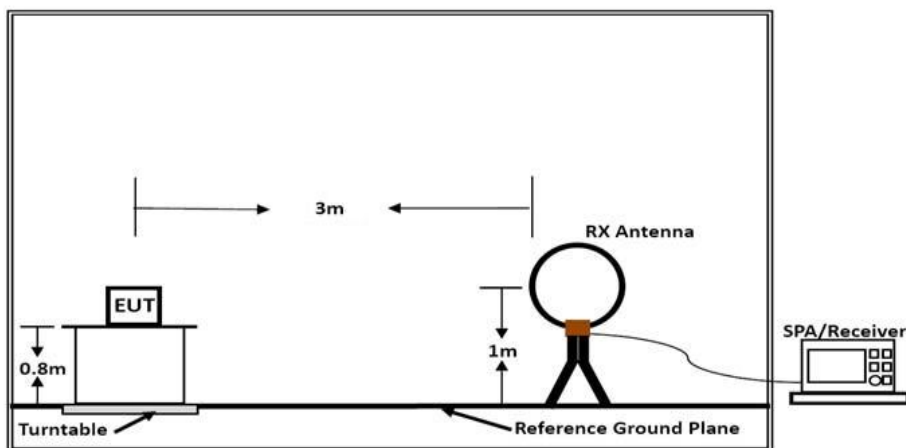 3m
RX Antenna
EUT
SPA/Receiver
0.8m
1m
Turntable
Reference Ground Plane